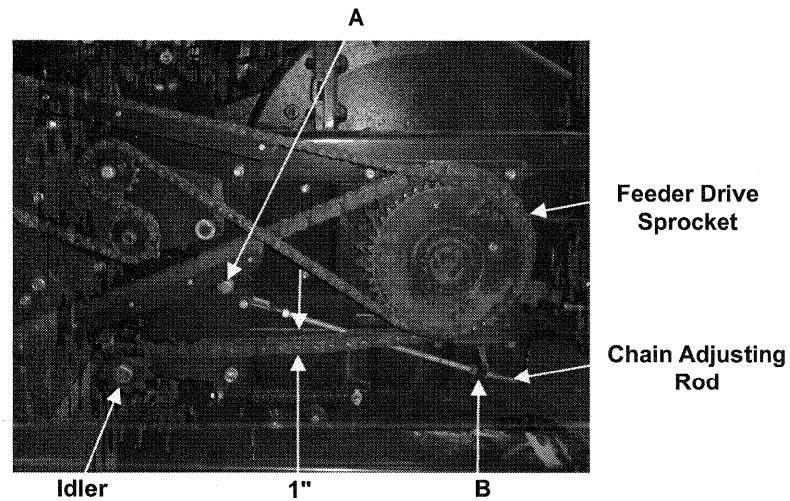 A
Feeder Drive
Sprocket
Chain Adjusting
Rod
Idler
1"
B